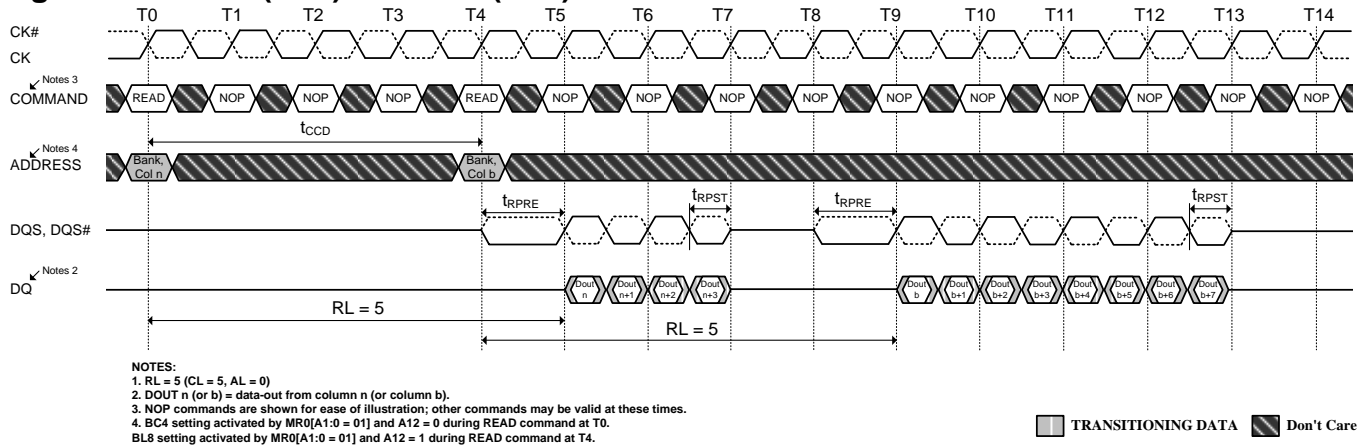 T0 T1 T2 T3 T4 T5 T6 T7 T8 T9 T10 T11 T12 T13 T14
CK#
CK
Notes 3
COMMAND READ NOP NOP NOP READ NOP NOP NOP NOP NOP NOP NOP NOP NOP NOP
tCCD
Notes 4
ADDRESS Bank, Col n Bank, Col b
tRPRE tRPST tRPRE tRPST
DQS, DQS#
Notes 2
DQ Dout n Dout n+1 Dout n+2 Dout n+3 Dout b Dout b+1 Dout b+2 Dout b+3 Dout b+4 Dout b+5 Dout b+6 Dout b+7
RL = 5
RL = 5
NOTES:
1. RL = 5 (CL = 5, AL = 0)
2. DOUT n (or b) = data-out from column n (or column b).
3. NOP commands are shown for ease of illustration; other commands may be valid at these times.
4. BC4 setting activated by MR0[A1:0 = 01] and A12 = 0 during READ command at T0.
BL8 setting activated by MR0[A1:0 = 01] and A12 = 1 during READ command at T4.
TRANSITIONING DATA Don't Care